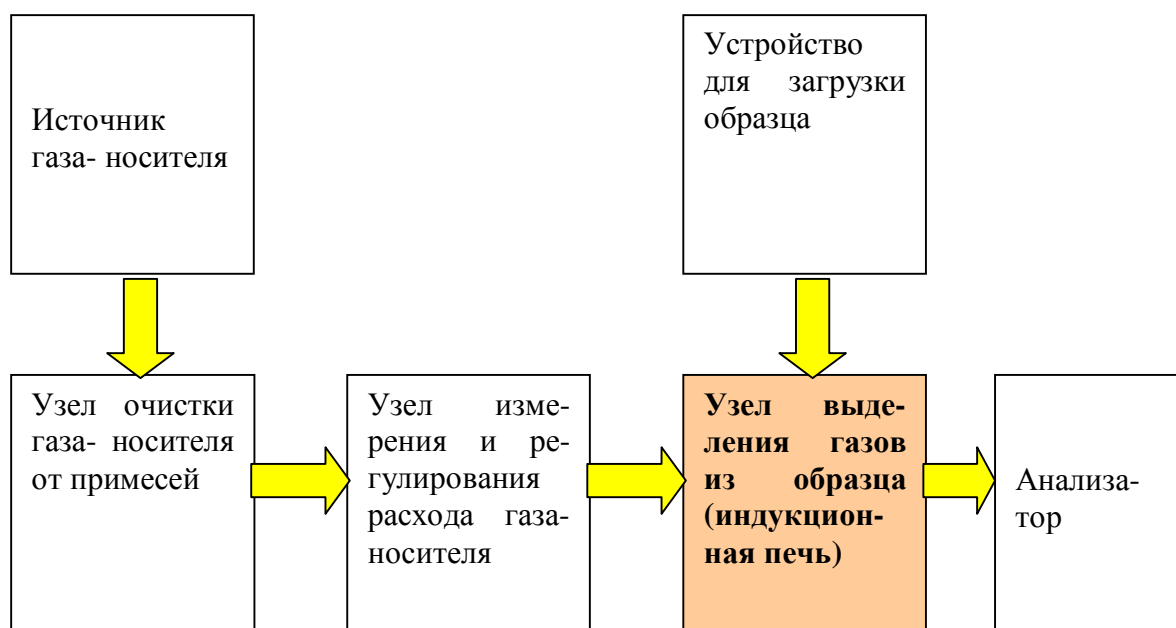 Источник
газа- носителя
Устройство
для загрузки
образца
Узел очистки
газа- носителя
от примесей
Узел изме-
рения и ре-
гулирования
расхода газа-
носителя
Узел выде-
ления газов
из образца
(индукцион-
ная печь)
Анализа-
тор